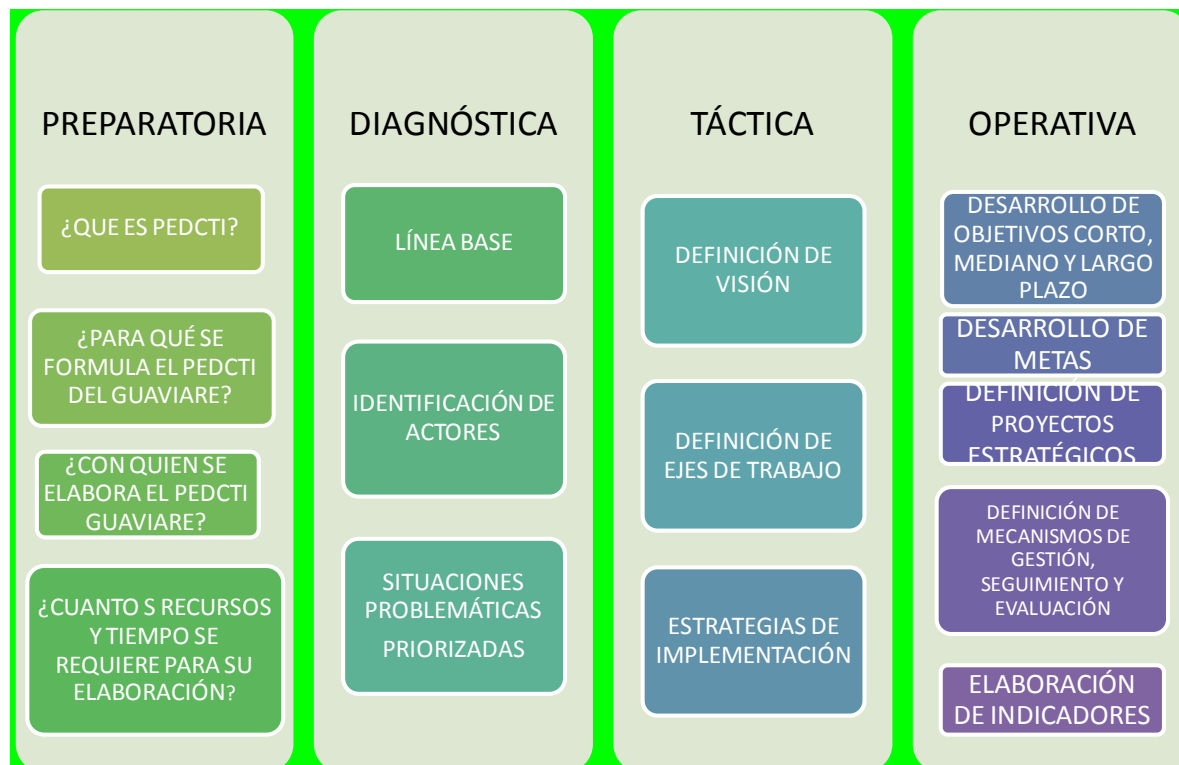 PREPARATORIA
¿QUE ES PEDCTI?
¿PARA QUÉ SE
FORMULA EL PEDCTI
DEL GUAVIARE?
¿CON QUIEN SE
ELABORA EL PEDCTI
GUAVIARE?
¿CUANTO S RECURSOS
Y TIEMPO SE
REQUIERE PARA SU
ELABORACIÓN?
DIAGNÓSTICA
LÍNEA BASE
IDENTIFICACIÓN DE
ACTORES
SITUACIONES
PROBLEMÁTICAS
PRIORIZADAS
TÁCTICA
DEFINICIÓN DE
VISIÓN
DEFINICIÓN DE
EJES DE TRABAJO
ESTRATEGIAS DE
IMPLEMENTACIÓN
OPERATIVA
DESARROLLO DE
OBJETIVOS CORTO,
MEDIANO Y LARGO
PLAZO
DESARROLLO DE
METAS
DEFINICIÓN DE
PROYECTOS
ESTRATÉGICOS
DEFINICIÓN DE
MECANISMOS DE
GESTIÓN,
SEGUIMIENTO Y
EVALUACIÓN
ELABORACIÓN
DE INDICADORES